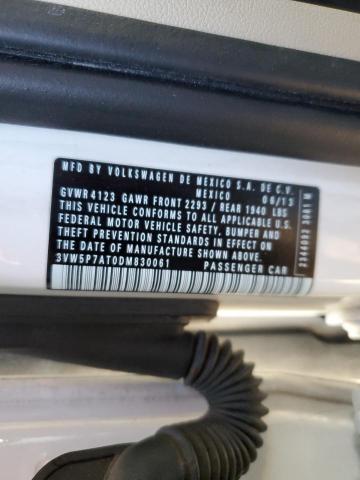 MFD BY VOLKSWAGEN DE MEXICO S.A. DE C.V.
MEXICO 06/13
GVWR 4123 GAWR FRONT 2293 / REAR 1940 LBS
THIS VEHICLE CONFORMS TO ALL APPLICABLE U.S.
FEDERAL MOTOR VEHICLE SAFETY, BUMPER AND
THEFT PREVENTION STANDARDS IN EFFECT ON
THE DATE OF MANUFACTURE SHOWN ABOVE
3VW5P7AT0DM830061 PASSENGER CAR